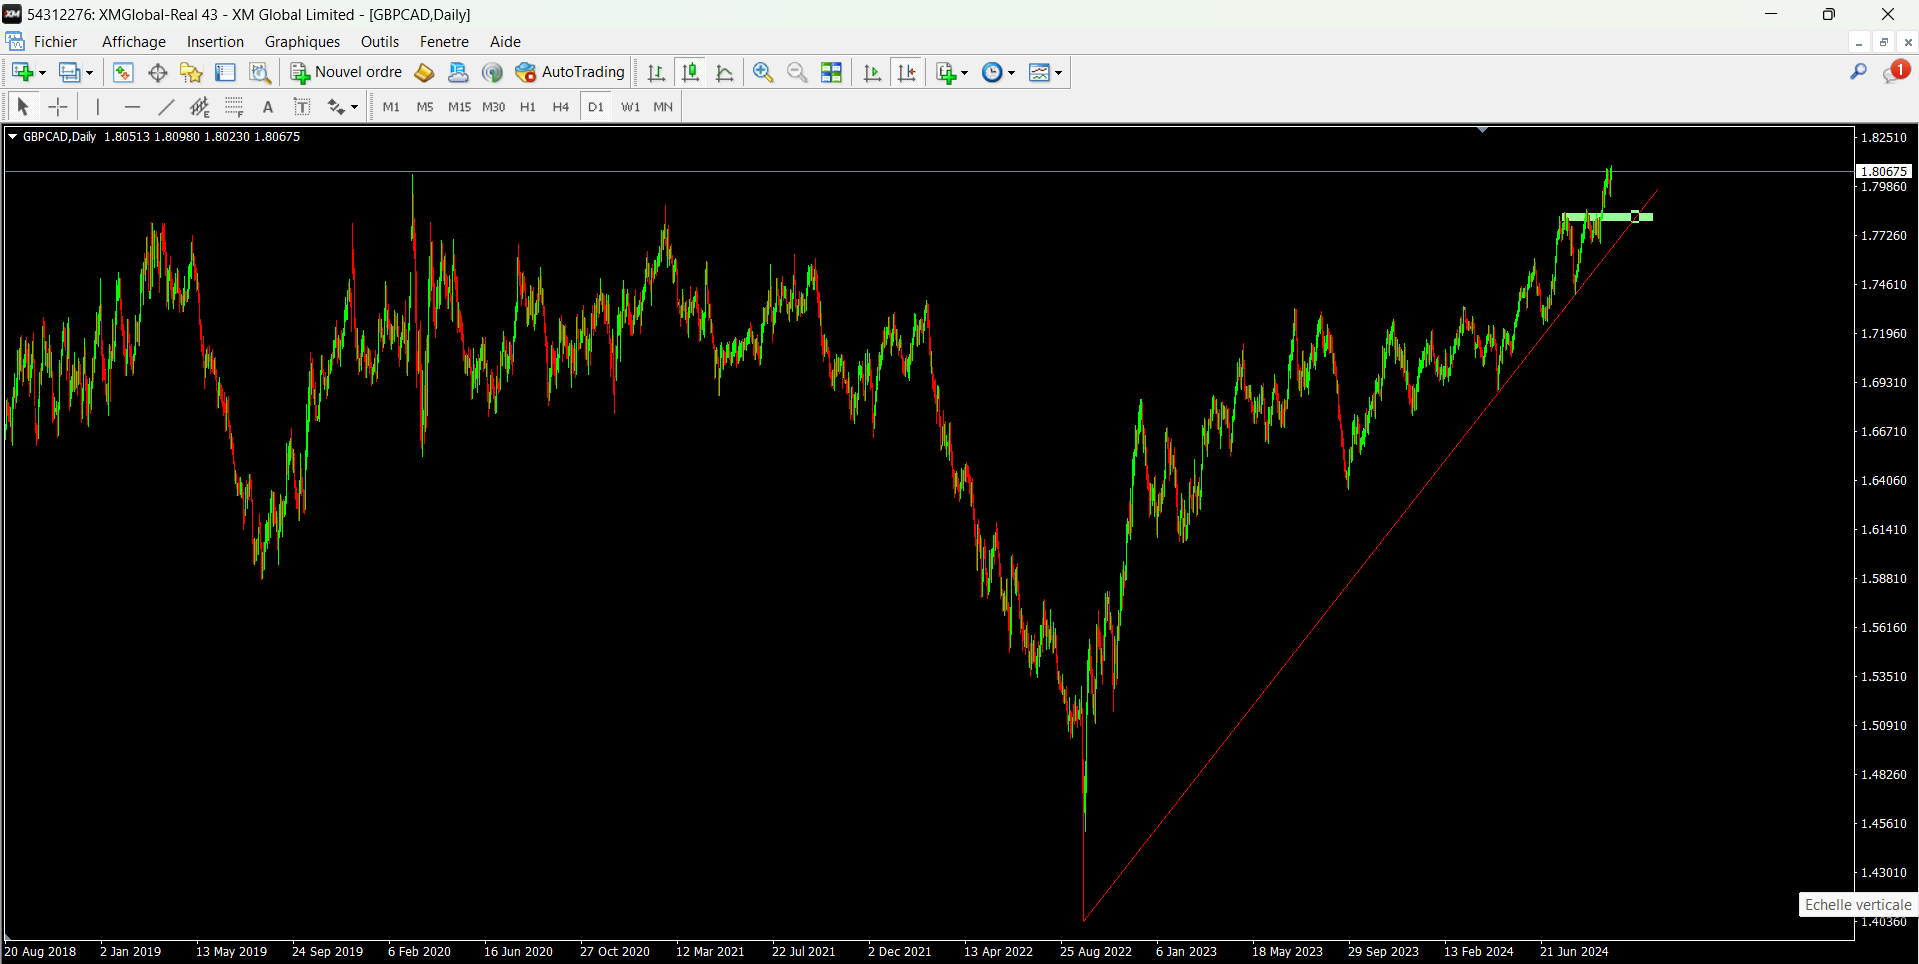 54312276: XMGlobal-Real 43 - XM Global Limited - [GBPCAD,Daily]
Fichier Affichage Insertion Graphiques Outils Fenetre Aide
Nouvel ordre AutoTrading 1
A T M1 M5 M15 M30 H1 H4 D1 W1 MN
GBPCAD,Daily 1.80513 1.80980 1.80230 1.80675
1.82510
1.80675
1.79860
1.77260
1.74610
1.71960
1.69310
1.66710
1.64060
1.61410
1.58810
1.56160
1.53510
1.50910
1.48260
1.45610
1.43010
Echelle verticale
1.40360
20 Aug 2018 2 Jan 2019 13 May 2019 24 Sep 2019 6 Feb 2020 16 Jun 2020 27 Oct 2020 12 Mar 2021 22 Jul 2021 2 Dec 2021 13 Apr 2022 25 Aug 2022 6 Jan 2023 18 May 2023 29 Sep 2023 13 Feb 2024 21 Jun 2024